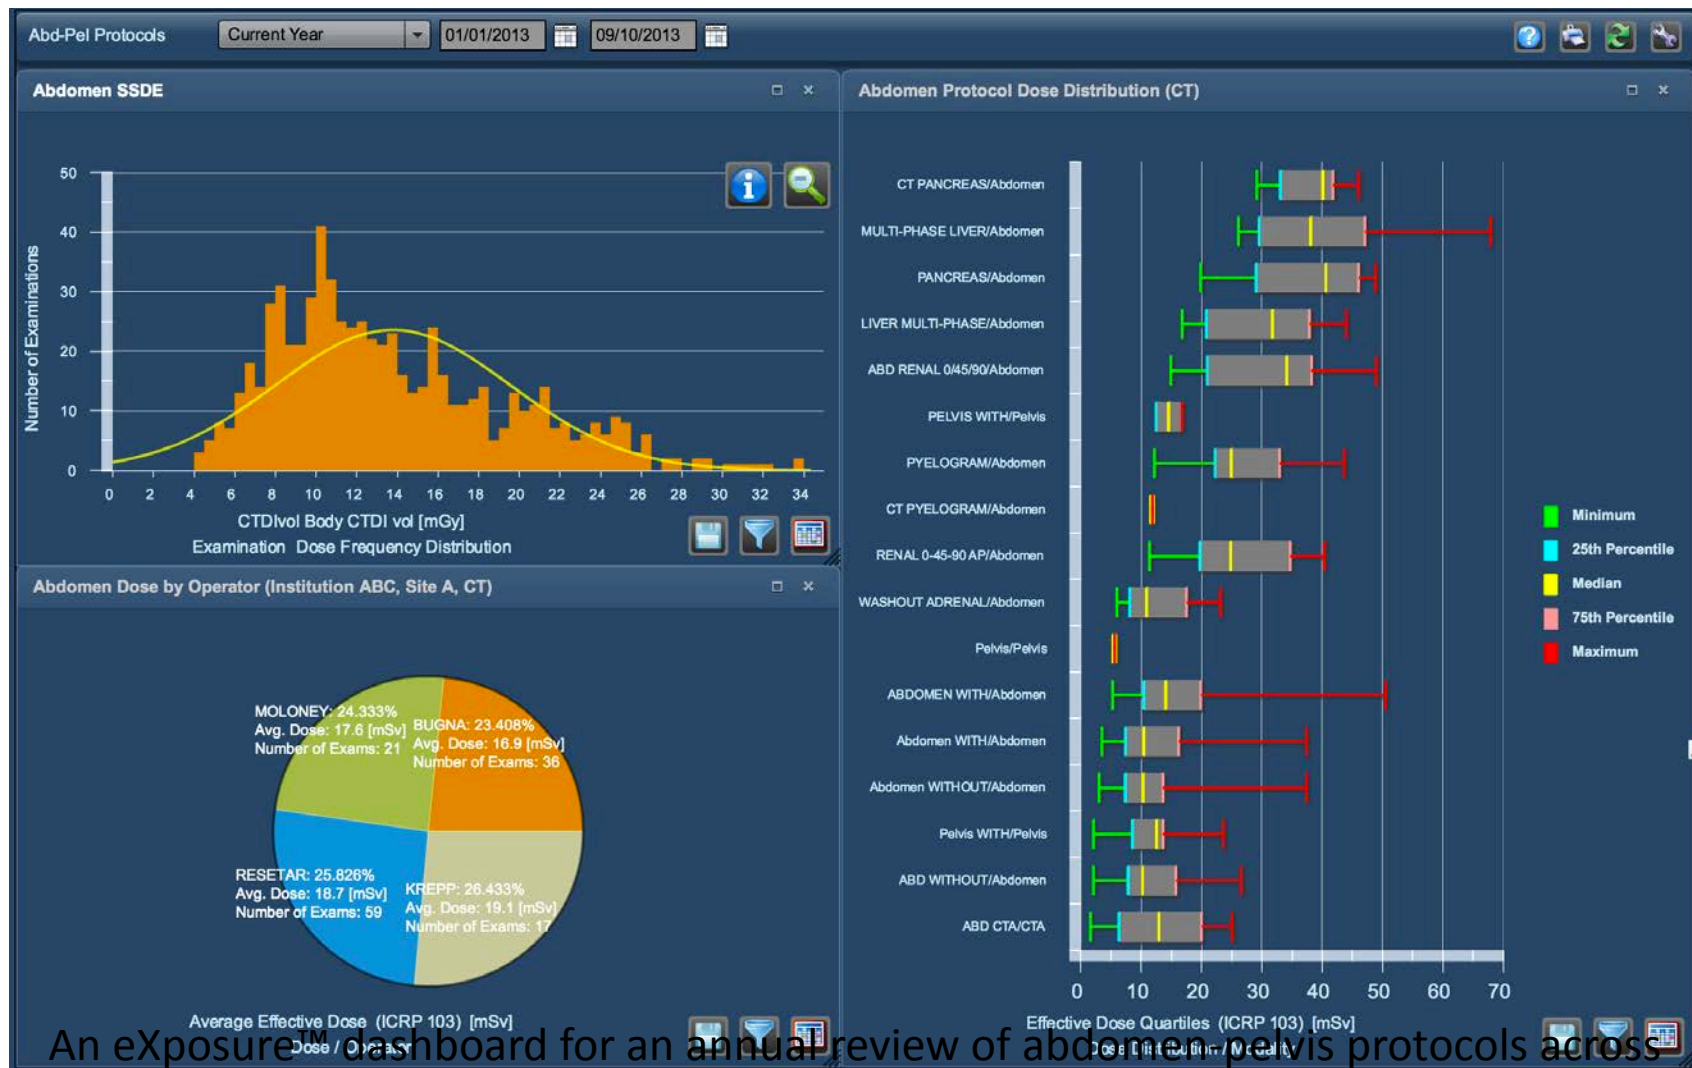 Abd-Pel Protocols Current Year 01/01/2013 09/10/2013
Abdomen SSDE
50
40
30
20
10
0
Number of Examinations
0 2 4 6 8 10 12 14 16 18 20 22 24 26 28 30 32 34
CTDIvol Body CTDI vol [mGy]
Examination Dose Frequency Distribution
Abdomen Dose by Operator (Institution ABC, Site A, CT)
MOLONEY: 24.333%
Avg. Dose: 17.6 [mSv]
Number of Exams: 21
BUGNA: 23.408%
Avg. Dose: 16.9 [mSv]
Number of Exams: 36
RESETAR: 25.826%
Avg. Dose: 18.7 [mSv]
Number of Exams: 59
KREPP: 26.433%
Avg. Dose: 19.1 [mSv]
Number of Exams: 17
Average Effective Dose (ICRP 103) [mSv]
Dose / Operator
Abdomen Protocol Dose Distribution (CT)
CT PANCREAS/Abdomen
MULTI-PHASE LIVER/Abdomen
PANCREAS/Abdomen
LIVER MULTI-PHASE/Abdomen
ABD RENAL 0/45/90/Abdomen
PELVIS WITH/Pelvis
PYELOGRAM/Abdomen
CT PYELOGRAM/Abdomen
RENAL 0-45-90 AP/Abdomen
WASHOUT ADRENAL/Abdomen
Pelvis/Pelvis
ABDOMEN WITH/Abdomen
Abdomen WITH/Abdomen
Abdomen WITHOUT/Abdomen
Pelvis WITH/Pelvis
ABD WITHOUT/Abdomen
ABD CTA/CTA
0 10 20 30 40 50 60 70
Effective Dose Quartiles (ICRP 103) [mSv]
Dose Distribution / Modality
Minimum
25th Percentile
Median
75th Percentile
Maximum
An eXposure™ dashboard for an annual review of abdomen-pelvis protocols across